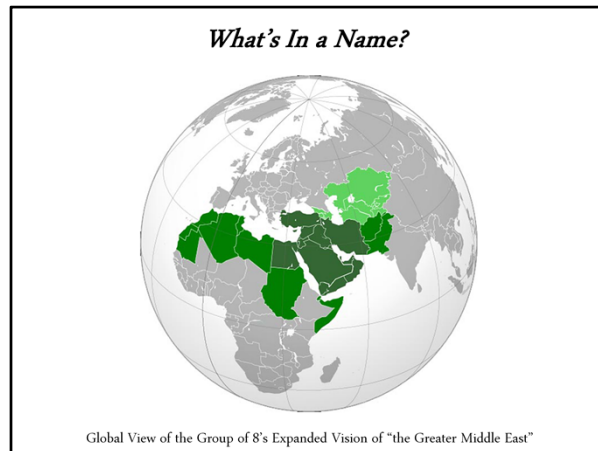 What's In a Name?
Global View of the Group of 8's Expanded Vision of “the Greater Middle East”